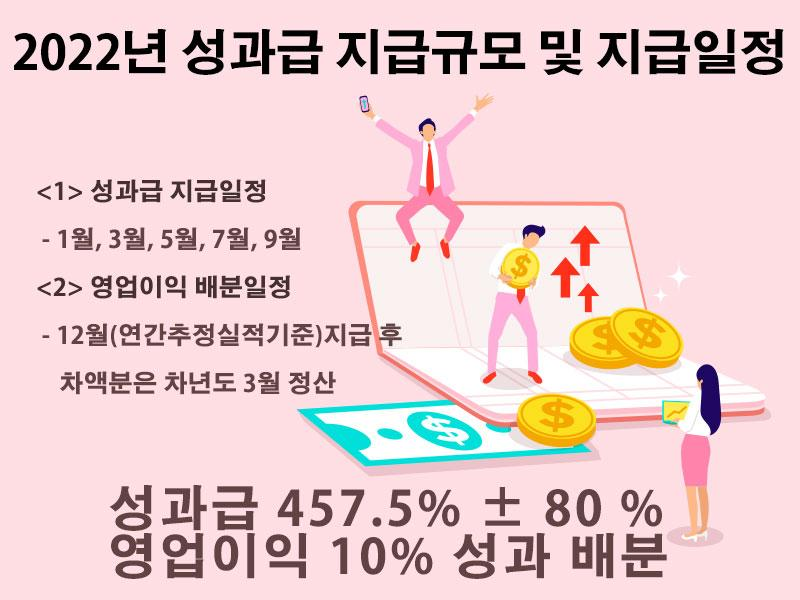 2022년 성과급 지급규모 및 지급일정
<1> 성과급 지급일정
- 1월, 3월, 5월, 7월, 9월
<2> 영업이익 배분일정
- 12월(연간추정실적기준)지급 후
차액분은 차년도 3월 정산
성과급 457.5% ± 80 %
영업이익 10% 성과 배분